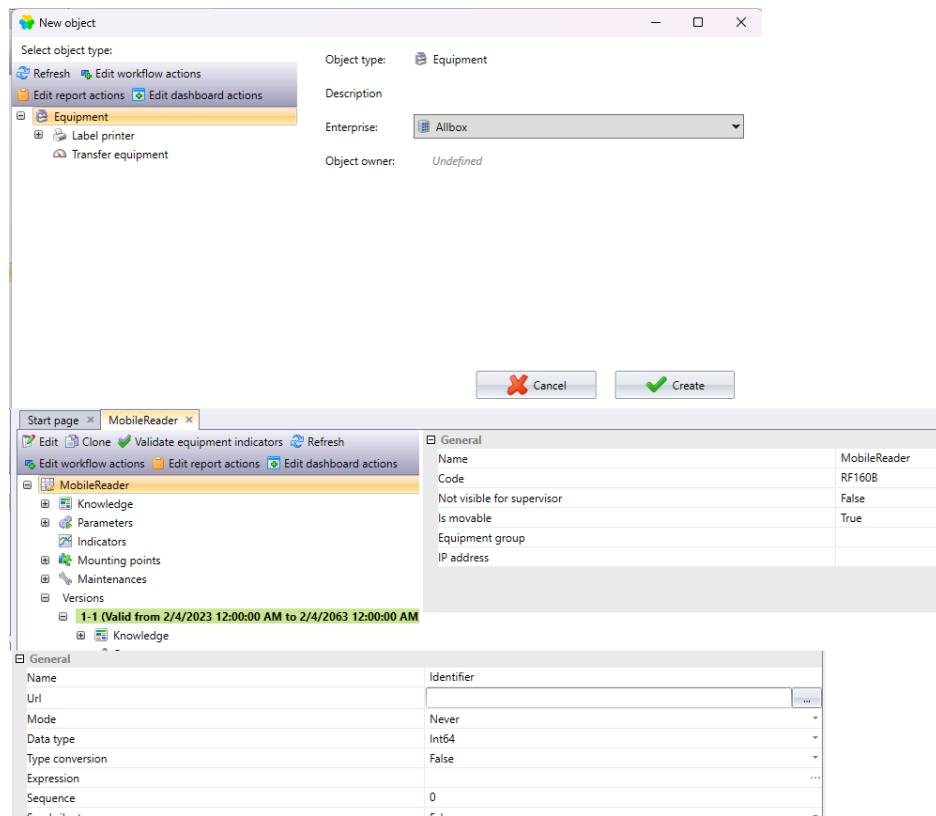 New object
Select object type:
Refresh Edit workflow actions
Edit report actions Edit dashboard actions
Equipment
Label printer
Transfer equipment
Object type: Equipment
Description
Enterprise: Allbox
Object owner: Undefined
Cancel Create
Start page MobileReader
Edit Clone Validate equipment indicators Refresh
Edit workflow actions Edit report actions Edit dashboard actions
MobileReader
Knowledge
Parameters
Indicators
Mounting points
Maintenances
Versions
1-1 (Valid from 2/4/2023 12:00:00 AM to 2/4/2063 12:00:00 AM
Knowledge
General
Name MobileReader
Code RF160B
Not visible for supervisor False
Is movable True
Equipment group
IP address
General
Name Identifier
Url ...
Mode Never
Data type Int64
Type conversion False
Expression ...
Sequence 0